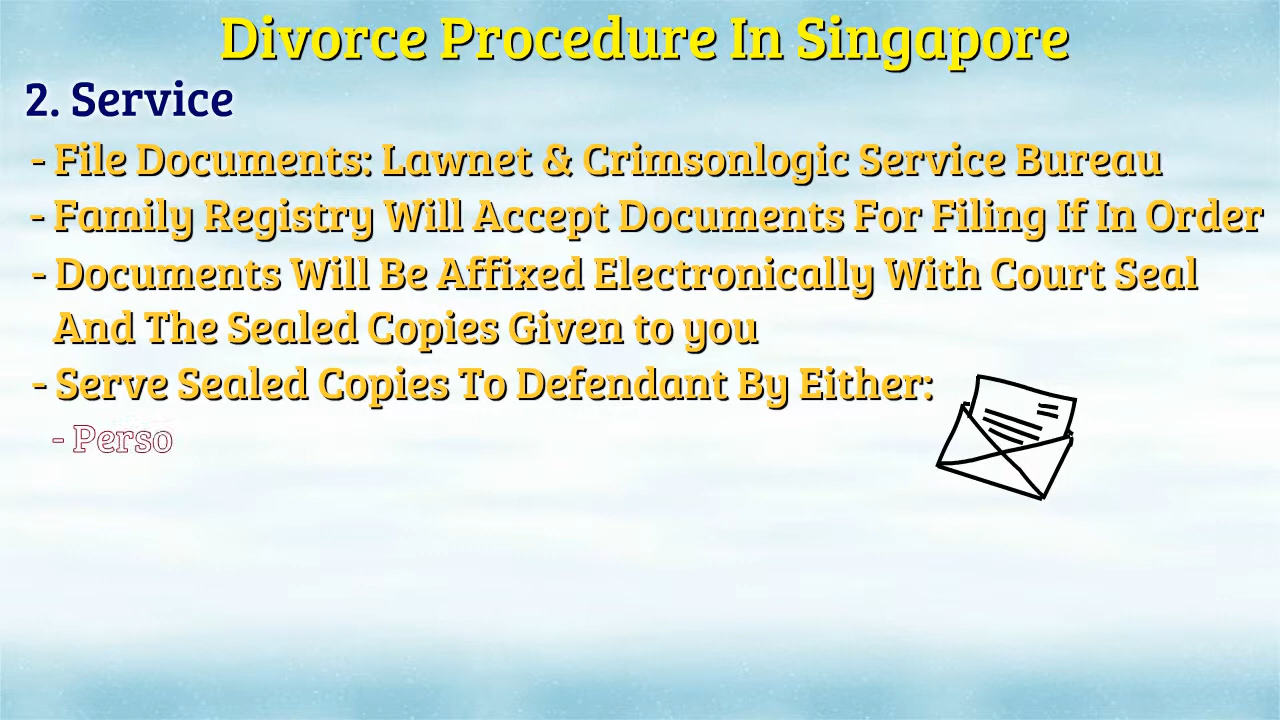 Divorce Procedure In Singapore
2. Service
- File Documents: Lawnet & Crimsonlogic Service Bureau
- Family Registry Will Accept Documents For Filing If In Order
- Documents Will Be Affixed Electronically With Court Seal
And The Sealed Copies Given to you
- Serve Sealed Copies To Defendant By Either:
- Perso